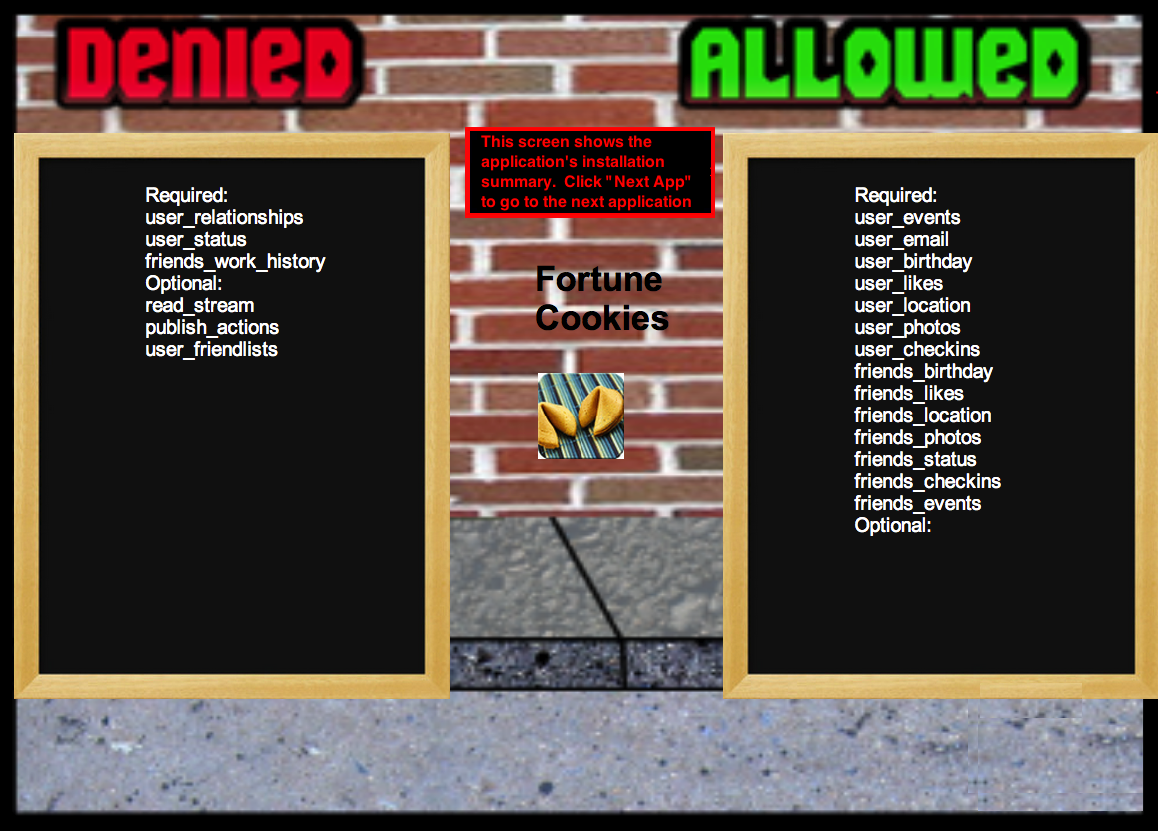 DENIED
ALLOWED
This screen shows the
application's installation
summary. Click "Next App"
to go to the next application
Required:
user_relationships
user_status
friends_work_history
Optional:
read_stream
publish_actions
user_friendlists
Fortune
Cookies
Required:
user_events
user_email
user_birthday
user_likes
user_location
user_photos
user_checkins
friends_birthday
friends_likes
friends_location
friends_photos
friends_status
friends_checkins
friends_events
Optional: